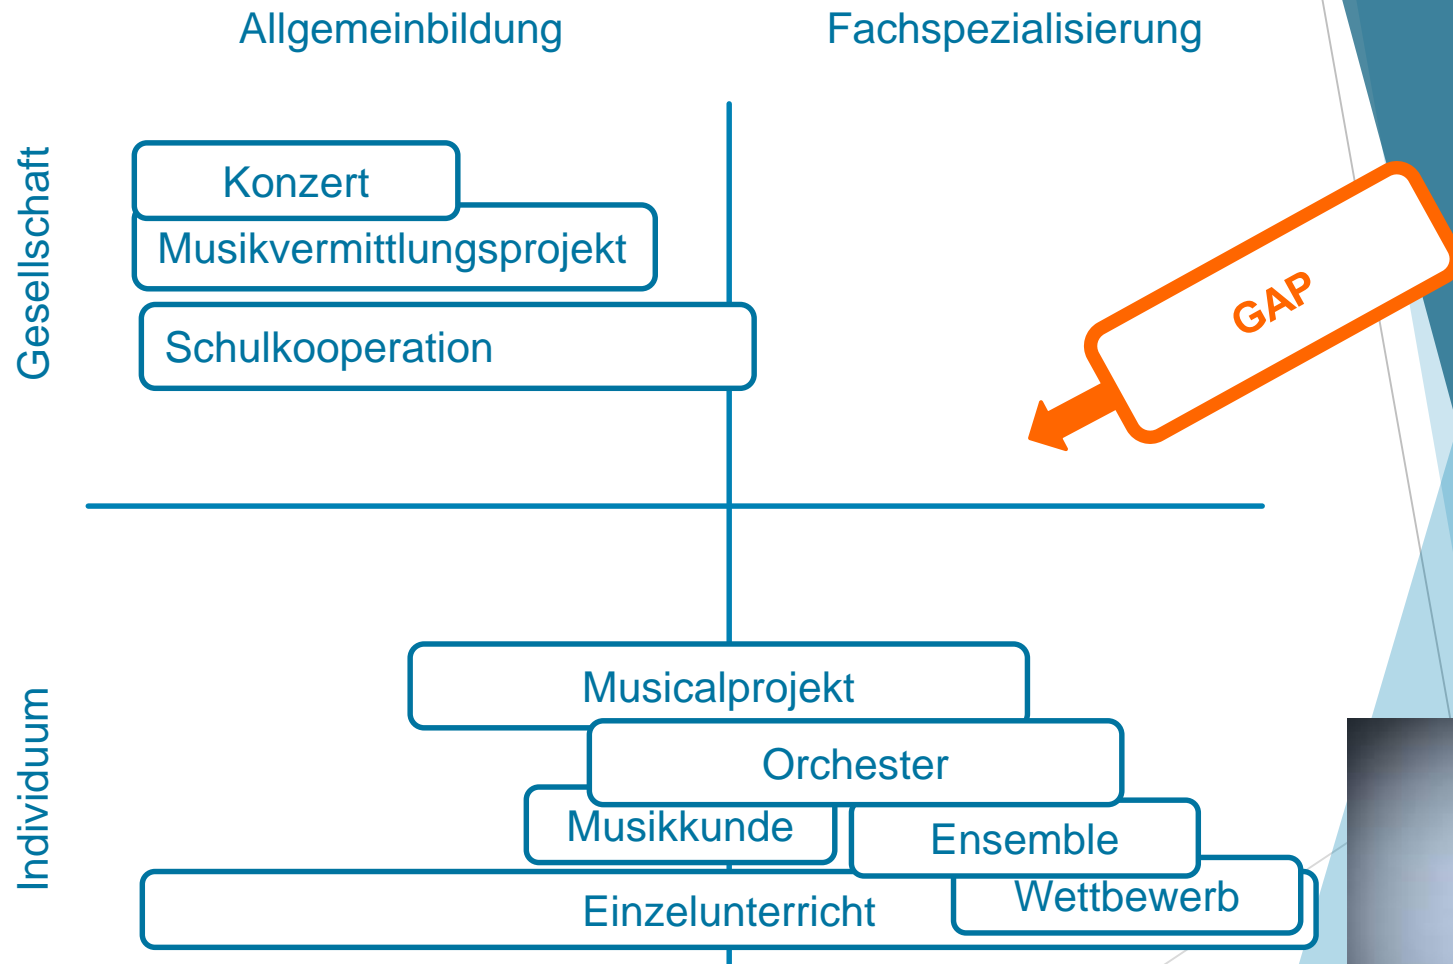 Allgemeinbildung
Fachspezialisierung
Gesellschaft
Konzert
Musikvermittlungsprojekt
Schulkooperation
GAP
Individuum
Musicalprojekt
Orchester
Musikkunde
Ensemble
Wettbewerb
Einzelunterricht